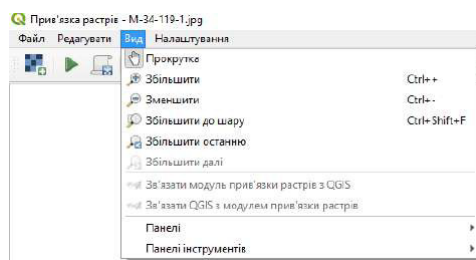 Прив'язка растрів - M-34-119-1.jpg
Файл Редагувати Вид Налаштування
Прокрутка
Збільшити Ctrl++
Зменшити Ctrl+-
Збільшити до шару Ctrl+Shift+F
Збільшити останню
Збільшити далі
Зв'язати модуль прив'язки растрів з QGIS
Зв'язати QGIS з модулем прив'язки растрів
Панелі
Панелі інструментів